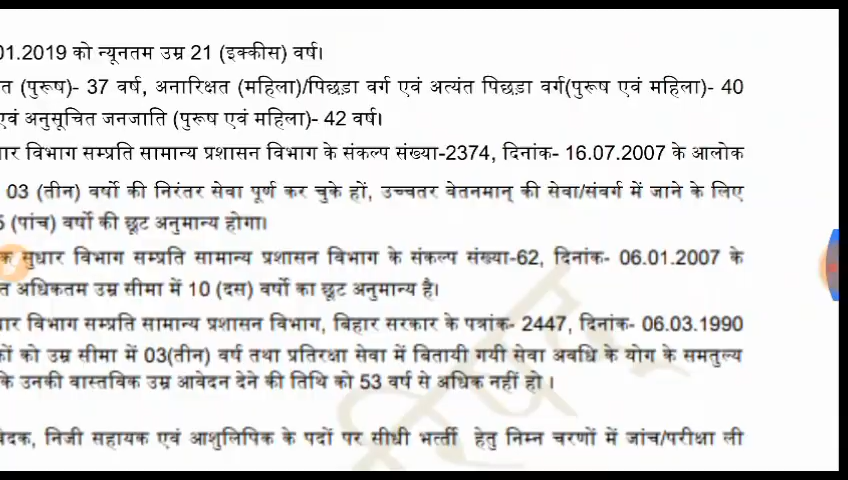 01.2019 को न्यूनतम उम्र 21 (इक्कीस) वर्ष।
त (पुरूष)- 37 वर्ष, अनारिक्षत (महिला)/पिछड़ा वर्ग एवं अत्यंत पिछड़ा वर्ग(पुरूष एवं महिला)- 40
एवं अनुसूचित जनजाति (पुरूष एवं महिला)- 42 वर्ष।
ार विभाग सम्प्रति सामान्य प्रशासन विभाग के संकल्प संख्या-2374, दिनांक- 16.07.2007 के आलोक
03 (तीन) वर्षो की निरंतर सेवा पूर्ण कर चुके हों, उच्चतर वेतनमान् की सेवा/संवर्ग में जाने के लिए
5 (पांच) वर्षो की छूट अनुमान्य होगा।
क सुधार विभाग सम्प्रति सामान्य प्रशासन विभाग के संकल्प संख्या-62, दिनांक- 06.01.2007 के
त अधिकतम उम्र सीमा में 10 (दस) वर्षो का छूट अनुमान्य है।
ार विभाग सम्प्रति सामान्य प्रशासन विभाग, बिहार सरकार के पत्रांक- 2447, दिनांक- 06.03.1990
ों को उम्र सीमा में 03(तीन) वर्ष तथा प्रतिरक्षा सेवा में बितायी गयी सेवा अवधि के योग के समतुल्य
कि उनकी वास्तविक उम्र आवेदन देने की तिथि को 53 वर्ष से अधिक नहीं हो ।
वेदक, निजी सहायक एवं आशुलिपिक के पदों पर सीधी भर्त्ती हेतु निम्न चरणों में जांच/परीक्षा ली